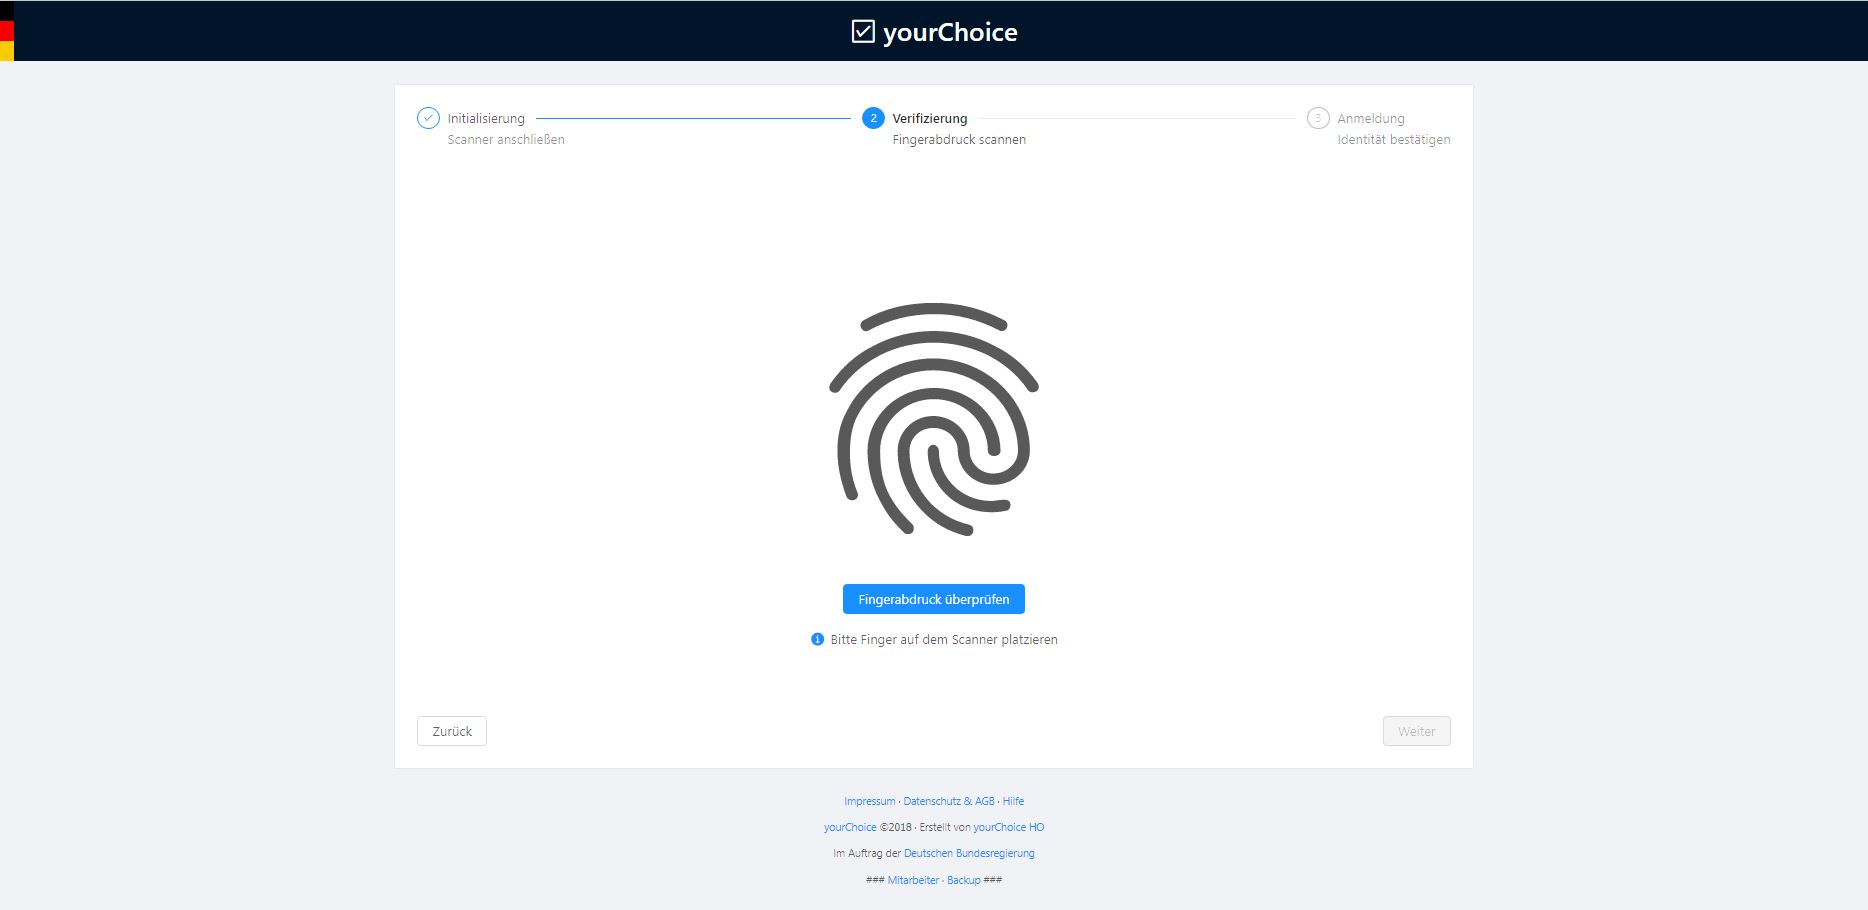 yourChoice
Initialisierung
Scanner anschließen
2
Verifizierung
Fingerabdruck scannen
3
Anmeldung
Identität bestätigen
Fingerabdruck überprüfen
Bitte Finger auf dem Scanner platzieren
Zurück
Weiter
Impressum · Datenschutz & AGB · Hilfe
yourChoice ©2018 · Erstellt von yourChoice HO
Im Auftrag der Deutschen Bundesregierung
### Mitarbeiter · Backup ###